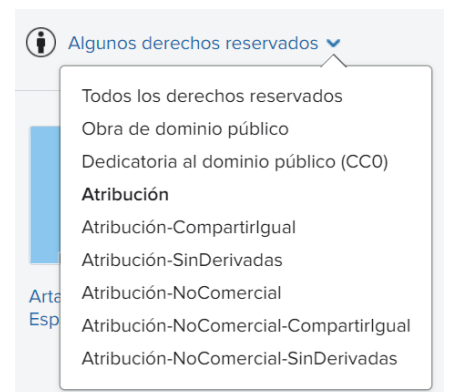 Algunos derechos reservados
Todos los derechos reservados
Obra de dominio público
Dedicatoria al dominio público (CC0)
Atribución
Atribución-CompartirIgual
Atribución-SinDerivadas
Atribución-NoComercial
Atribución-NoComercial-CompartirIgual
Atribución-NoComercial-SinDerivadas